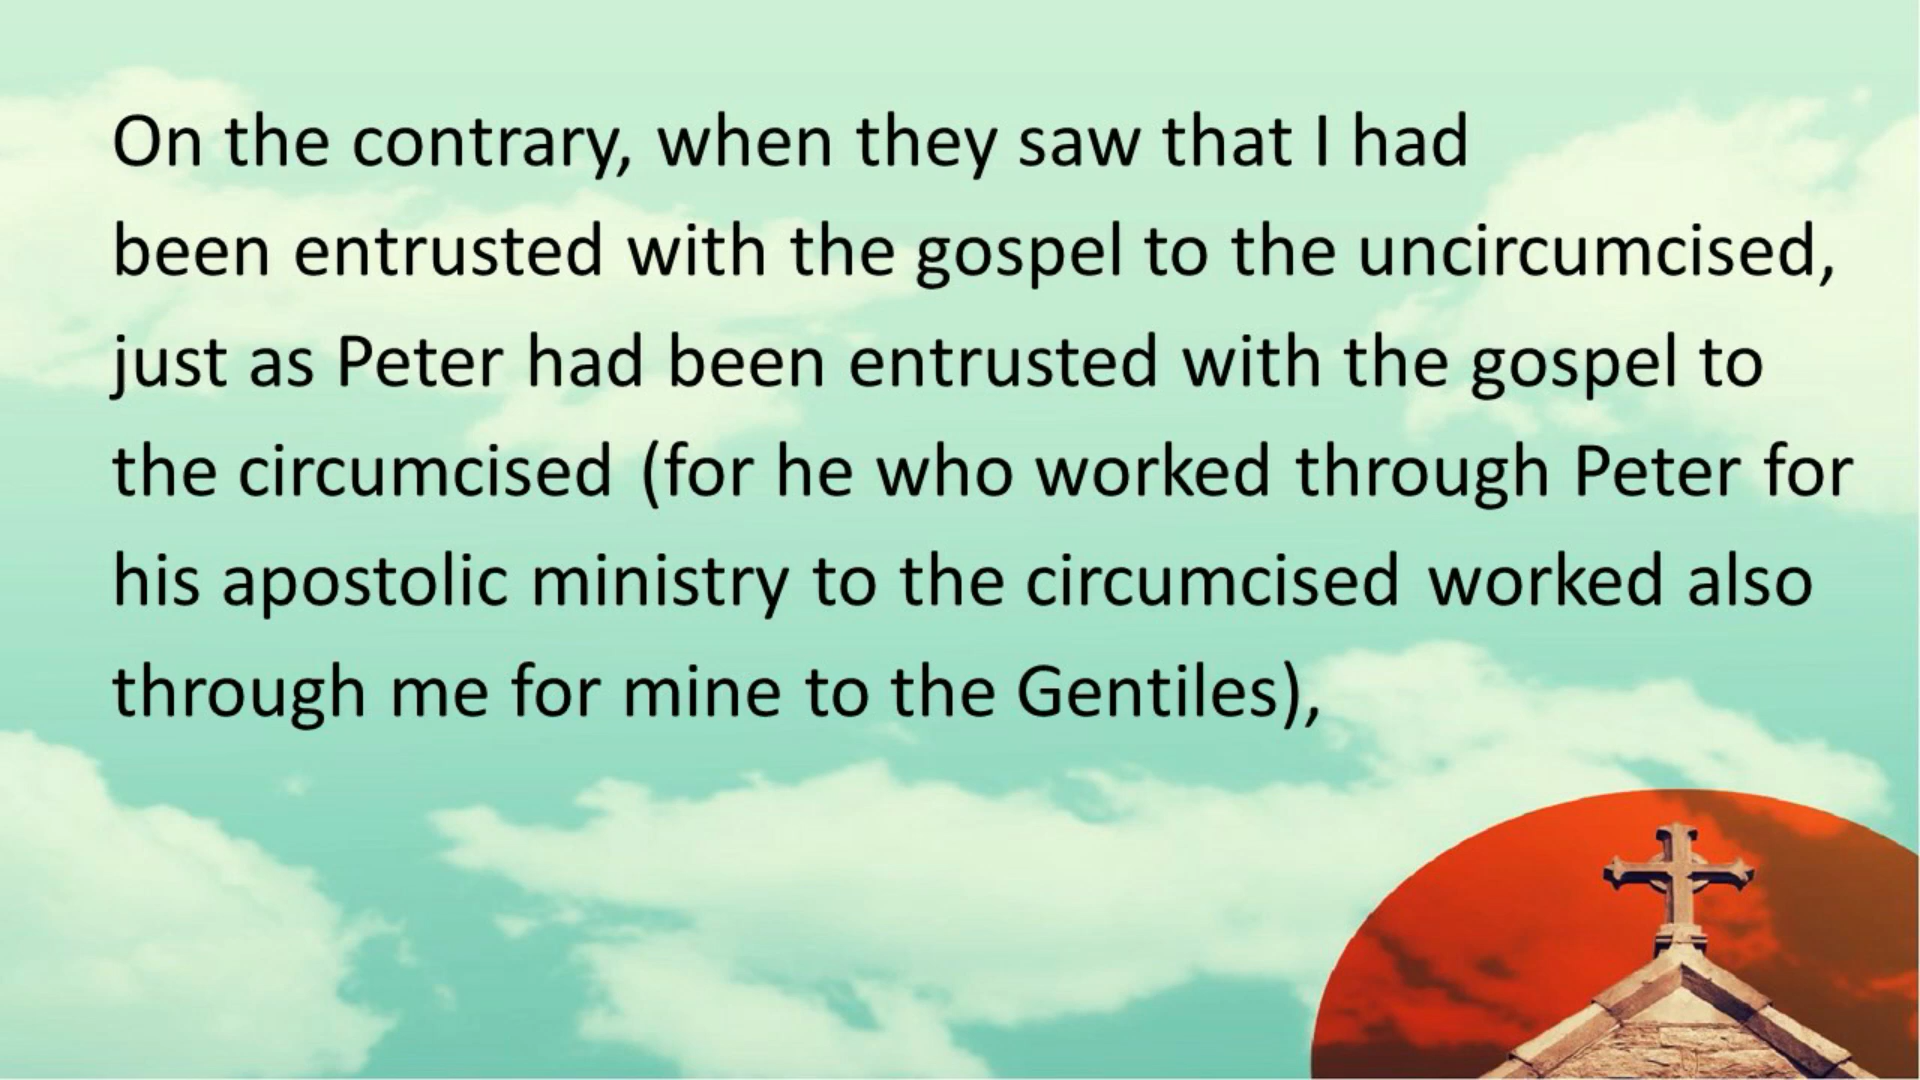 On the contrary, when they saw that I had
been entrusted with the gospel to the uncircumcised,
just as Peter had been entrusted with the gospel to
the circumcised (for he who worked through Peter for
his apostolic ministry to the circumcised worked also
through me for mine to the Gentiles),